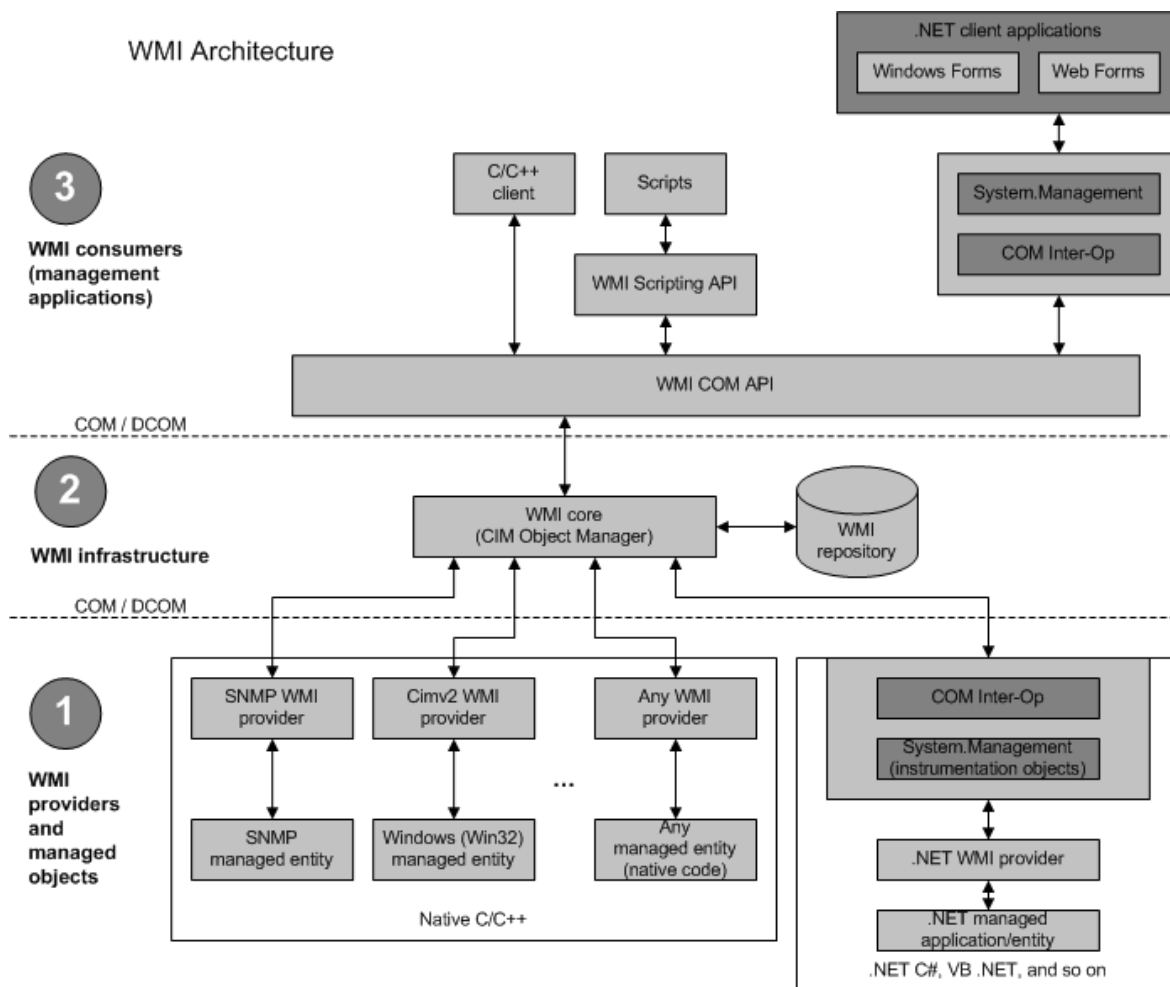 WMI Architecture
.NET client applications
Windows Forms
Web Forms
3
WMI consumers
(management
applications)
C/C++
client
Scripts
WMI Scripting API
System.Management
COM Inter-Op
WMI COM API
COM / DCOM
2
WMI infrastructure
WMI core
(CIM Object Manager)
WMI
repository
COM / DCOM
1
WMI
providers
and
managed
objects
SNMP WMI
provider
Cimv2 WMI
provider
Any WMI
provider
...
SNMP
managed entity
Windows (Win32)
managed entity
Any
managed entity
(native code)
Native C/C++
COM Inter-Op
System.Management
(instrumentation objects)
.NET WMI provider
.NET managed
application/entity
.NET C#, VB .NET, and so on